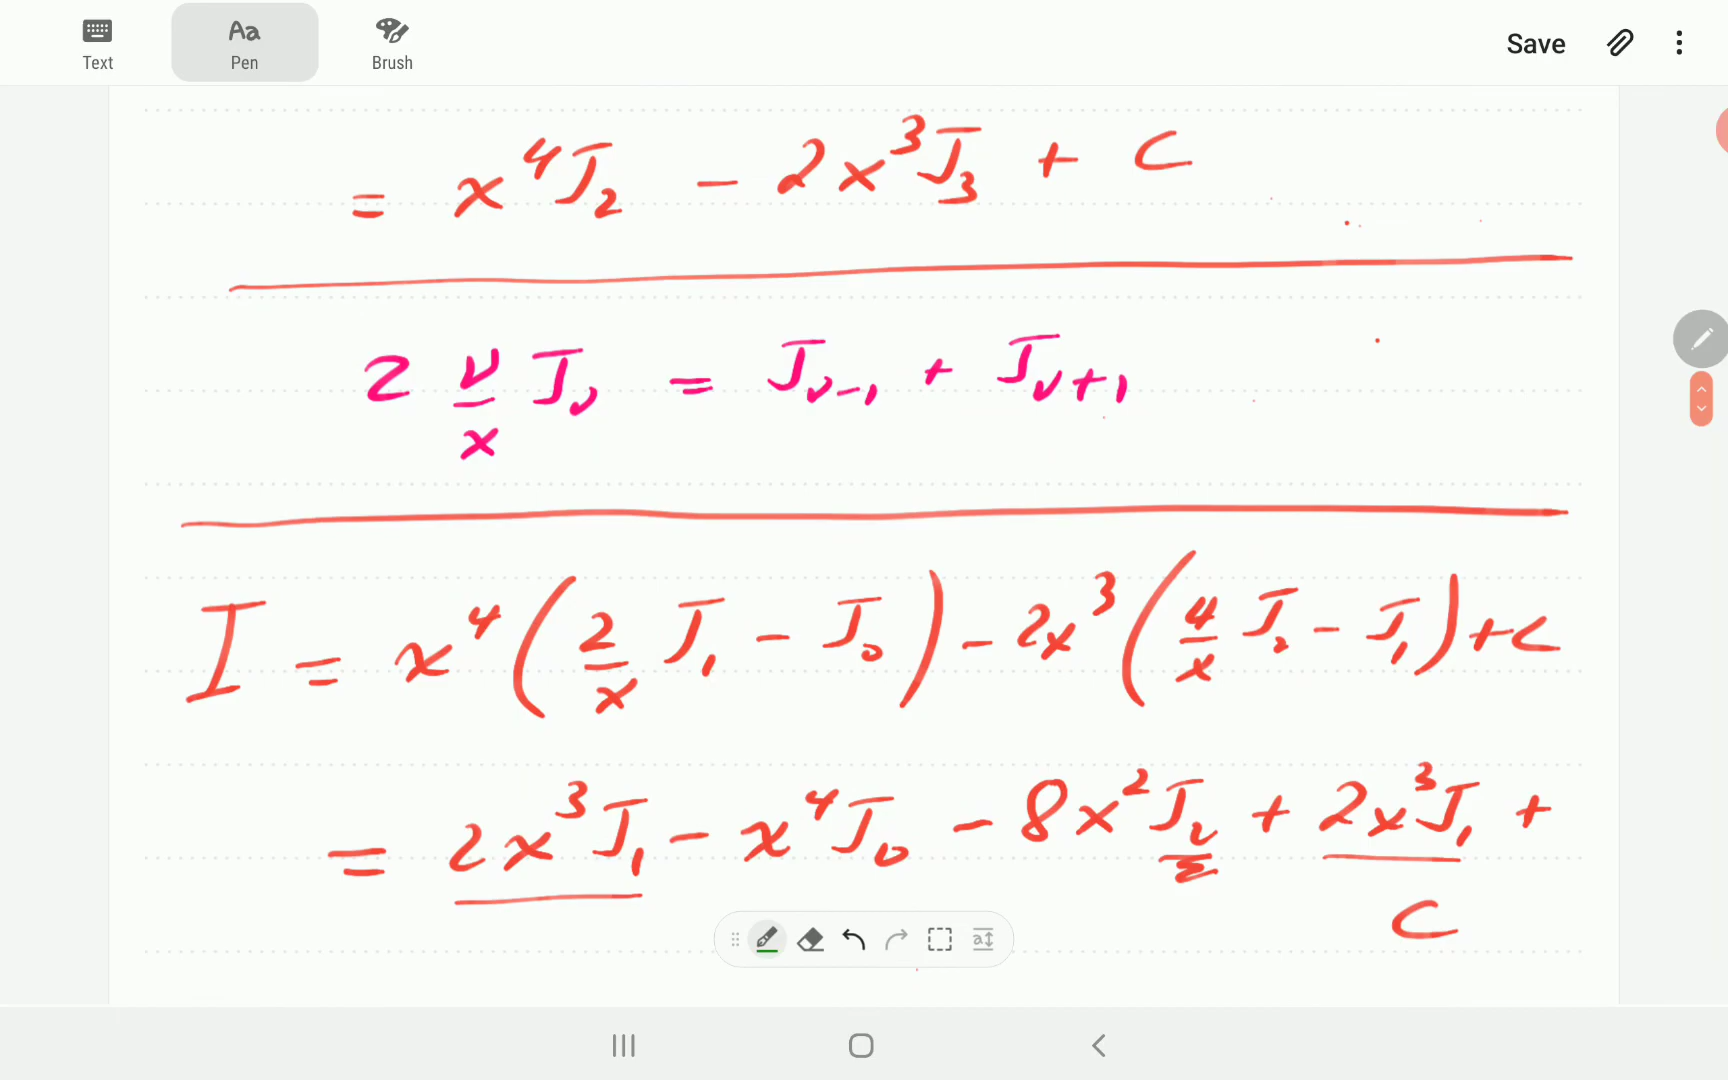 Text Aa Pen Brush Save
= x⁴J₂ - 2x³J₃ + C
2 ν/x J_ν = J_ν-1 + J_ν+1
I = x⁴(2/x J₁ - J₀) - 2x³(4/x J₂ - J₁) + C
= 2x³J₁ - x⁴J₀ - 8x²J₂ + 2x³J₁ +
C